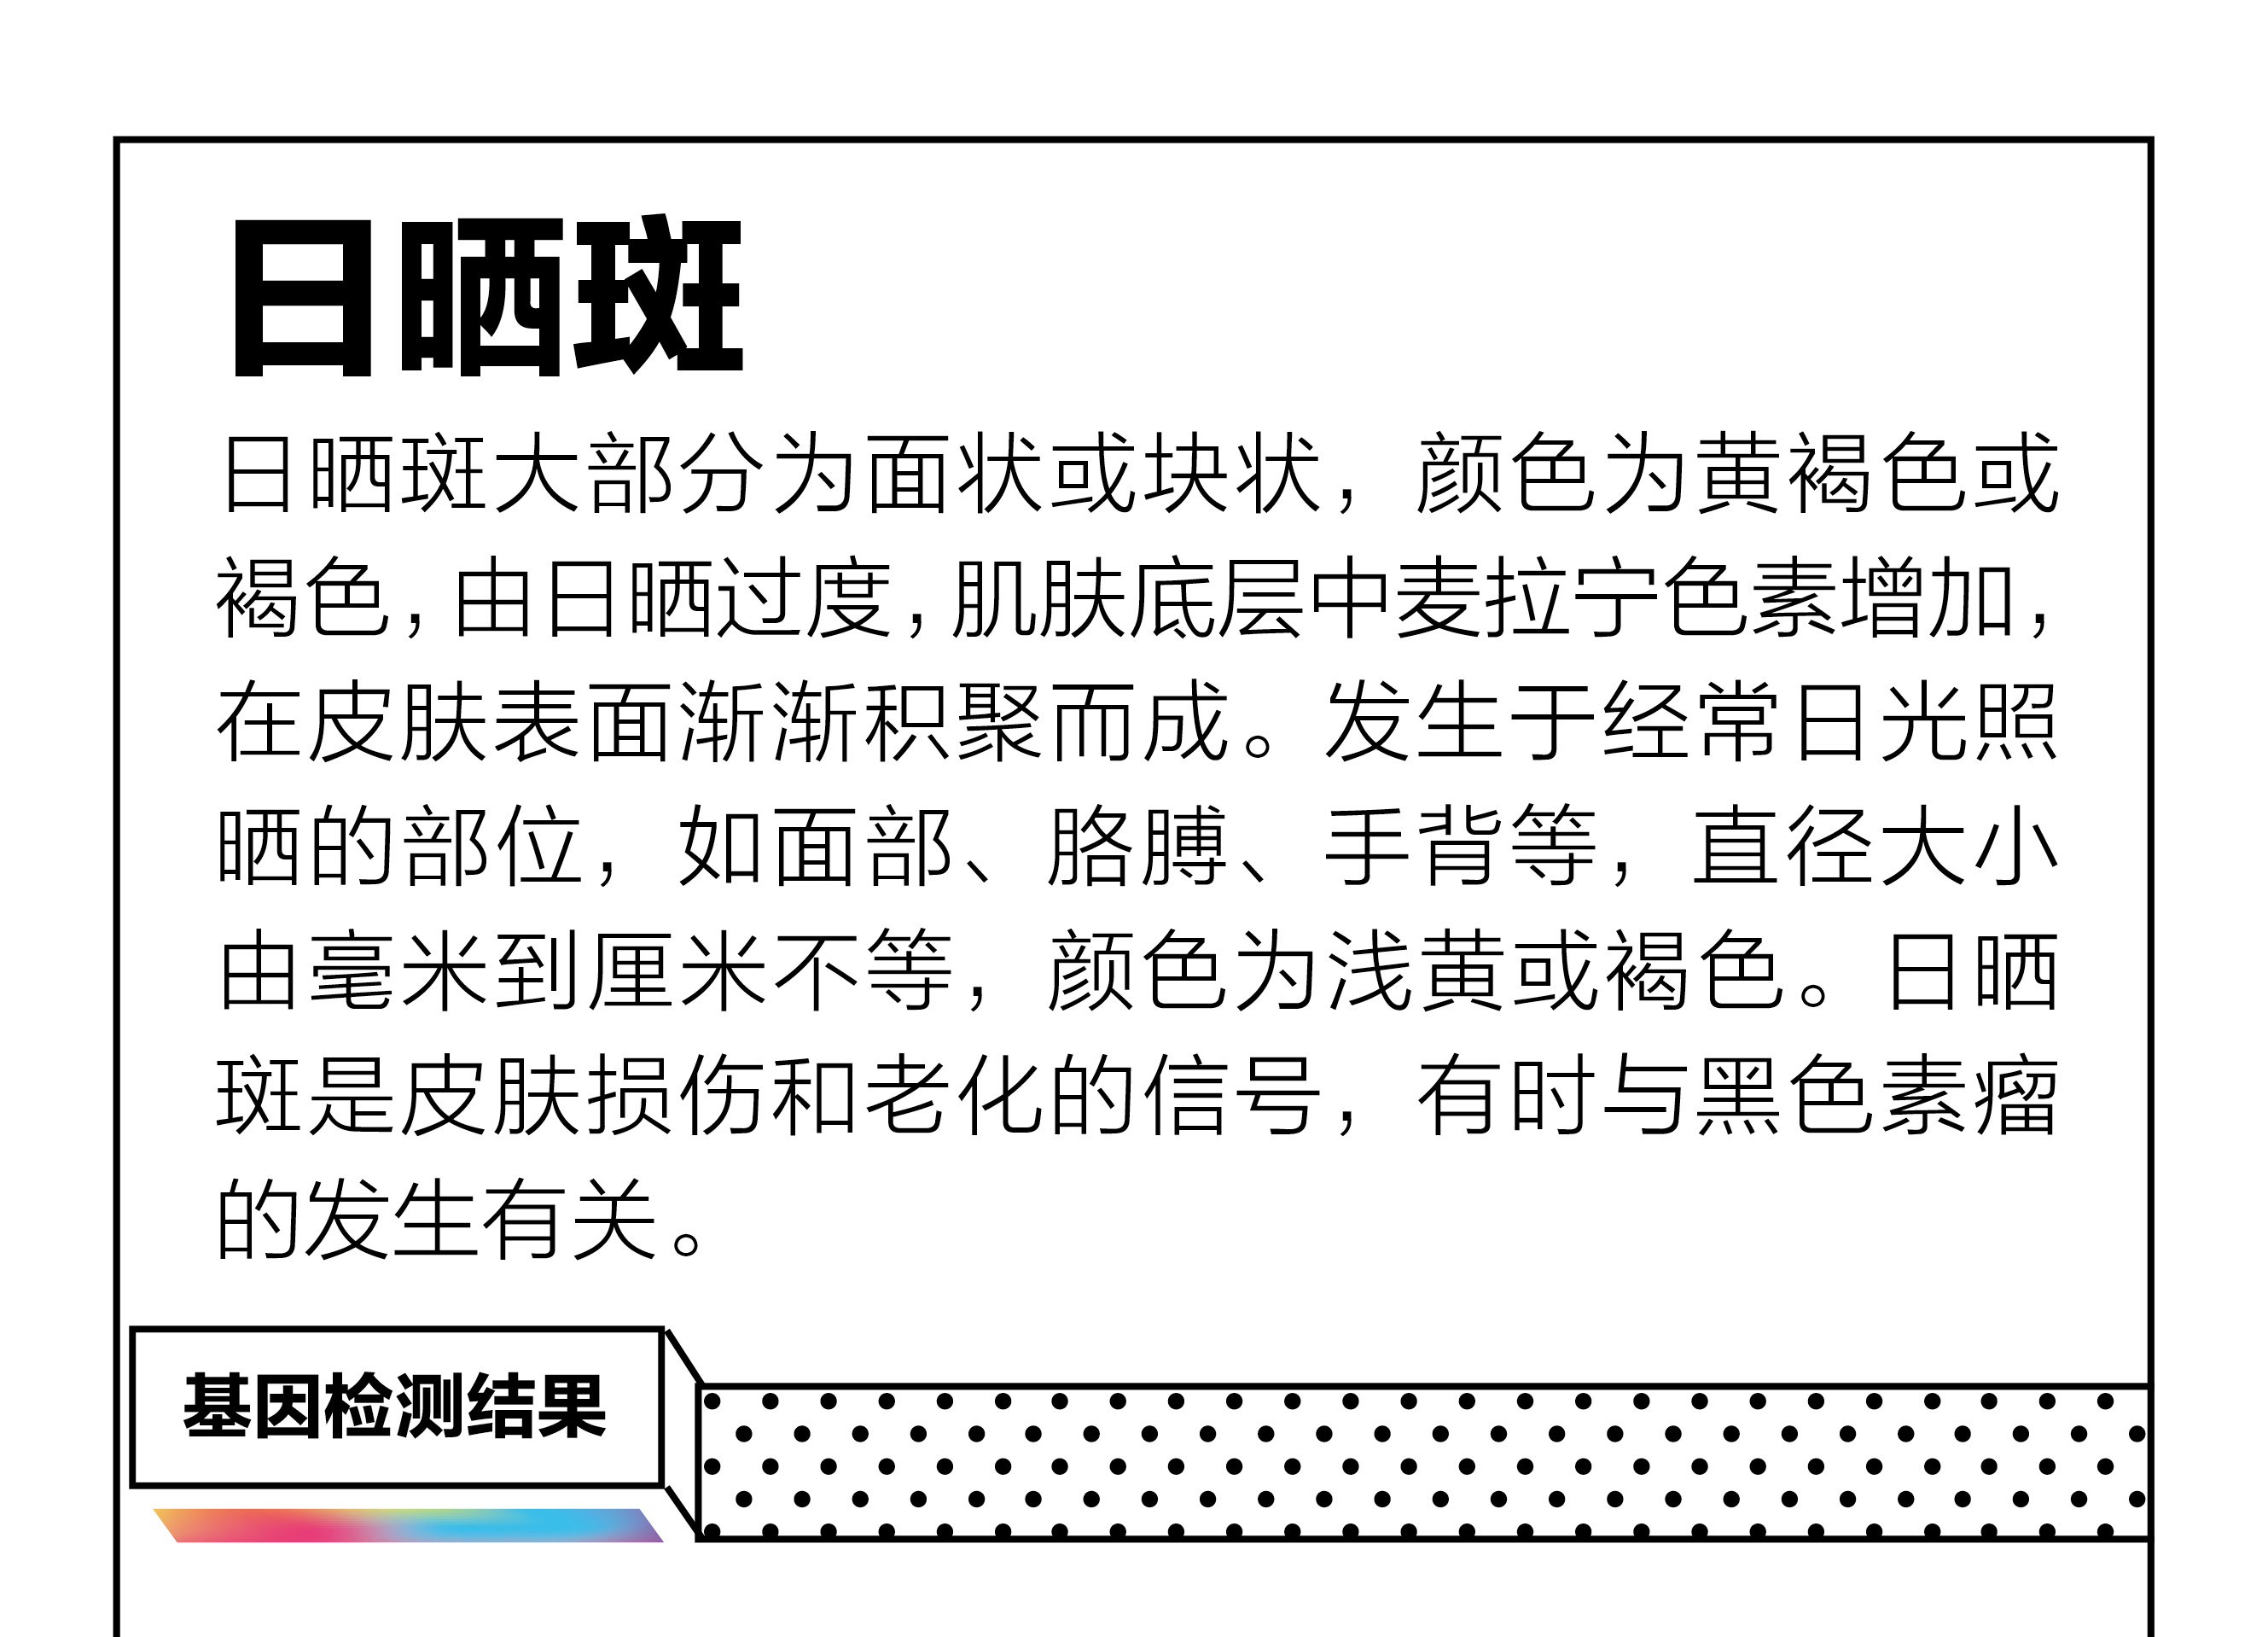 日晒斑
日晒斑大部分为面状或块状，颜色为黄褐色或
褐色，由日晒过度，肌肤底层中麦拉宁色素增加，
在皮肤表面渐渐积聚而成。发生于经常日光照
晒的部位，如面部、胳膊、手背等，直径大小
由毫米到厘米不等，颜色为浅黄或褐色。日晒
斑是皮肤损伤和老化的信号，有时与黑色素瘤
的发生有关。
基因检测结果